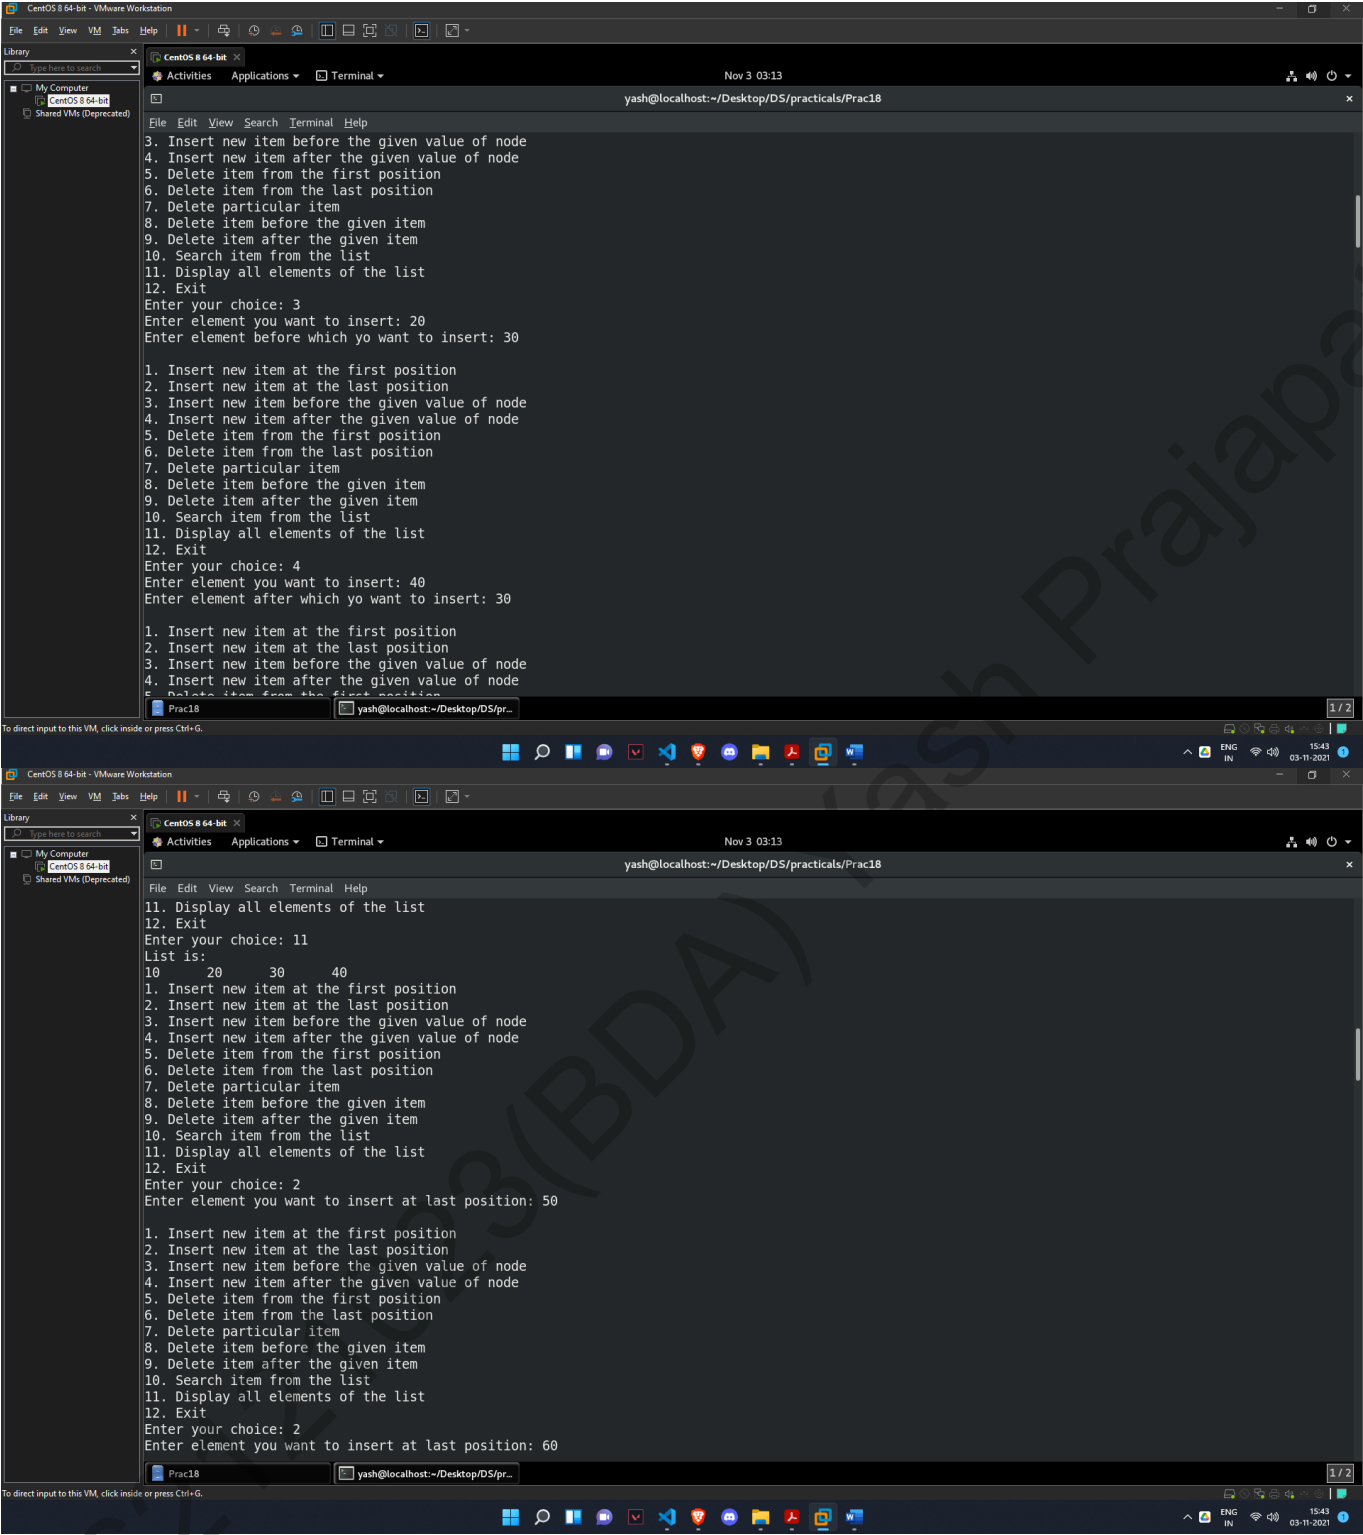 CentOS 8 64-bit - VMware Workstation
File Edit View VM Tabs Help
Library
Type here to search
My Computer
CentOS 8 64-bit
Shared VMs (Deprecated)
CentOS 8 64-bit
Activities Applications Terminal Nov 3 03:13
yash@localhost:~/Desktop/DS/practicals/Prac18
File Edit View Search Terminal Help
3. Insert new item before the given value of node
4. Insert new item after the given value of node
5. Delete item from the first position
6. Delete item from the last position
7. Delete particular item
8. Delete item before the given item
9. Delete item after the given item
10. Search item from the list
11. Display all elements of the list
12. Exit
Enter your choice: 3
Enter element you want to insert: 20
Enter element before which yo want to insert: 30
1. Insert new item at the first position
2. Insert new item at the last position
3. Insert new item before the given value of node
4. Insert new item after the given value of node
5. Delete item from the first position
6. Delete item from the last position
7. Delete particular item
8. Delete item before the given item
9. Delete item after the given item
10. Search item from the list
11. Display all elements of the list
12. Exit
Enter your choice: 4
Enter element you want to insert: 40
Enter element after which yo want to insert: 30
1. Insert new item at the first position
2. Insert new item at the last position
3. Insert new item before the given value of node
4. Insert new item after the given value of node
5. Delete item from the first position
Prac18 yash@localhost:~/Desktop/DS/pr... 1 / 2
To direct input to this VM, click inside or press Ctrl+G.
ENG IN 15:43 03-11-2021 1
CentOS 8 64-bit - VMware Workstation
File Edit View VM Tabs Help
Library
Type here to search
My Computer
CentOS 8 64-bit
Shared VMs (Deprecated)
CentOS 8 64-bit
Activities Applications Terminal Nov 3 03:13
yash@localhost:~/Desktop/DS/practicals/Prac18
File Edit View Search Terminal Help
11. Display all elements of the list
12. Exit
Enter your choice: 11
List is:
10 20 30 40
1. Insert new item at the first position
2. Insert new item at the last position
3. Insert new item before the given value of node
4. Insert new item after the given value of node
5. Delete item from the first position
6. Delete item from the last position
7. Delete particular item
8. Delete item before the given item
9. Delete item after the given item
10. Search item from the list
11. Display all elements of the list
12. Exit
Enter your choice: 2
Enter element you want to insert at last position: 50
1. Insert new item at the first position
2. Insert new item at the last position
3. Insert new item before the given value of node
4. Insert new item after the given value of node
5. Delete item from the first position
6. Delete item from the last position
7. Delete particular item
8. Delete item before the given item
9. Delete item after the given item
10. Search item from the list
11. Display all elements of the list
12. Exit
Enter your choice: 2
Enter element you want to insert at last position: 60
Prac18 yash@localhost:~/Desktop/DS/pr... 1 / 2
To direct input to this VM, click inside or press Ctrl+G.
ENG IN 15:43 03-11-2021 1
(BDA) Yash